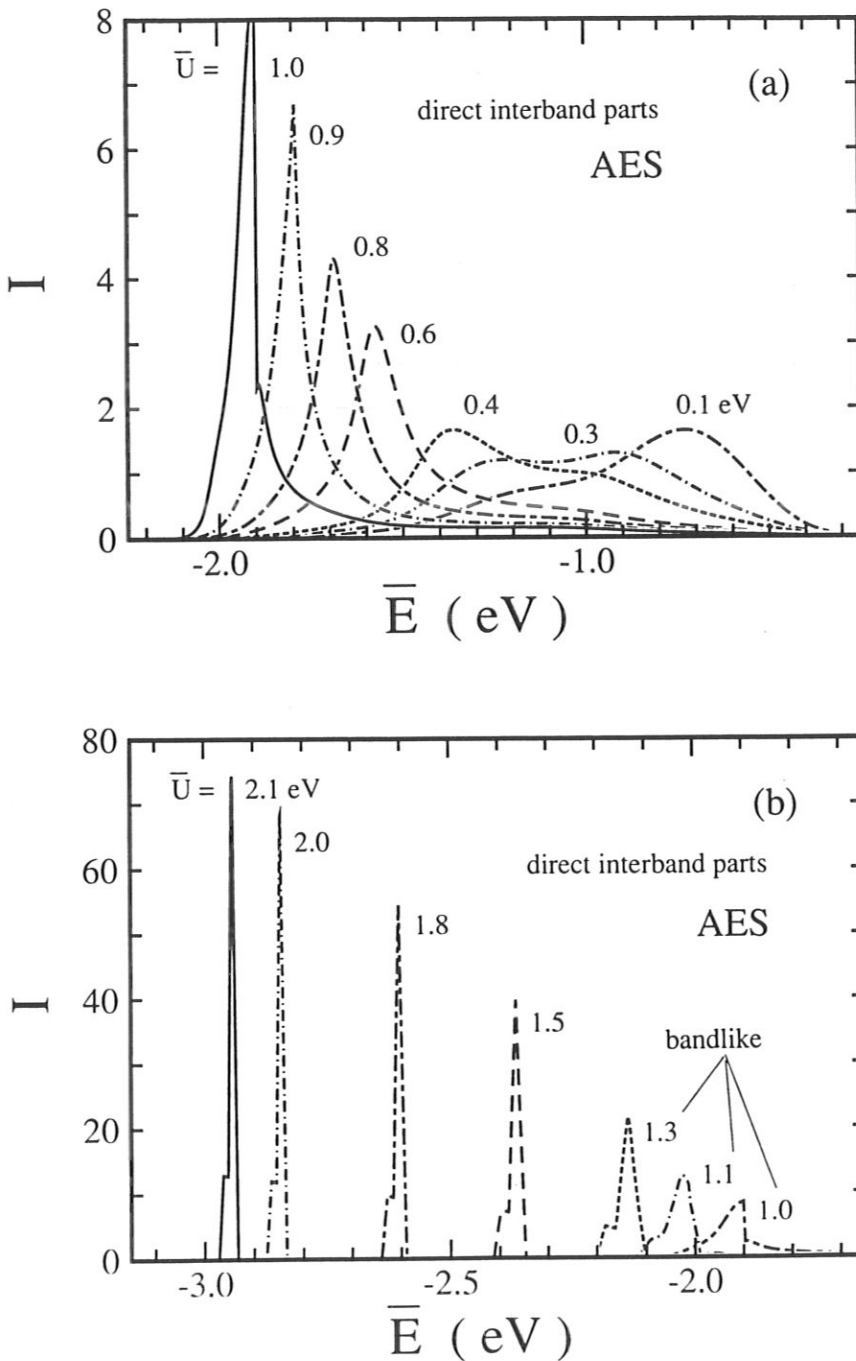 8
U̅ =
1.0
(a)
direct interband parts
0.9
AES
6
0.8
I
4
0.6
0.4
0.3
0.1 eV
2
0
-2.0
-1.0
E̅ ( eV )
80
U̅ =
2.1 eV
(b)
2.0
direct interband parts
60
1.8
AES
I
40
1.5
bandlike
20
1.3
1.1
1.0
0
-3.0
-2.5
-2.0
E̅ ( eV )